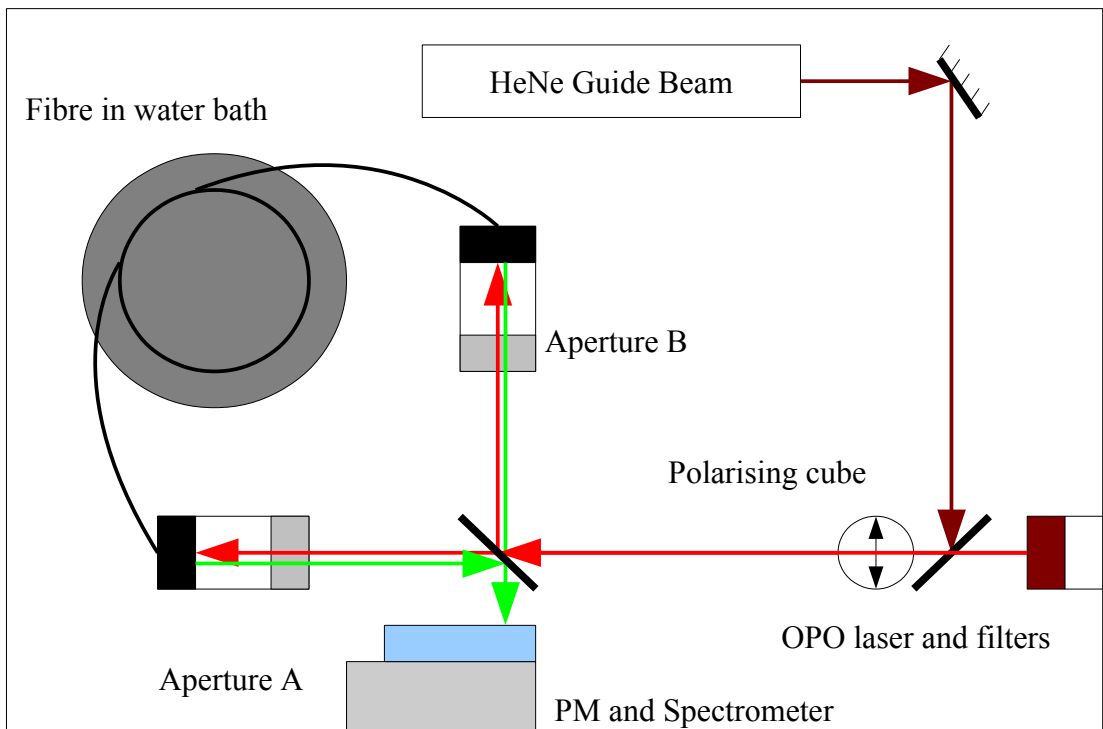 HeNe Guide Beam
Fibre in water bath
Aperture B
Polarising cube
OPO laser and filters
Aperture A
PM and Spectrometer